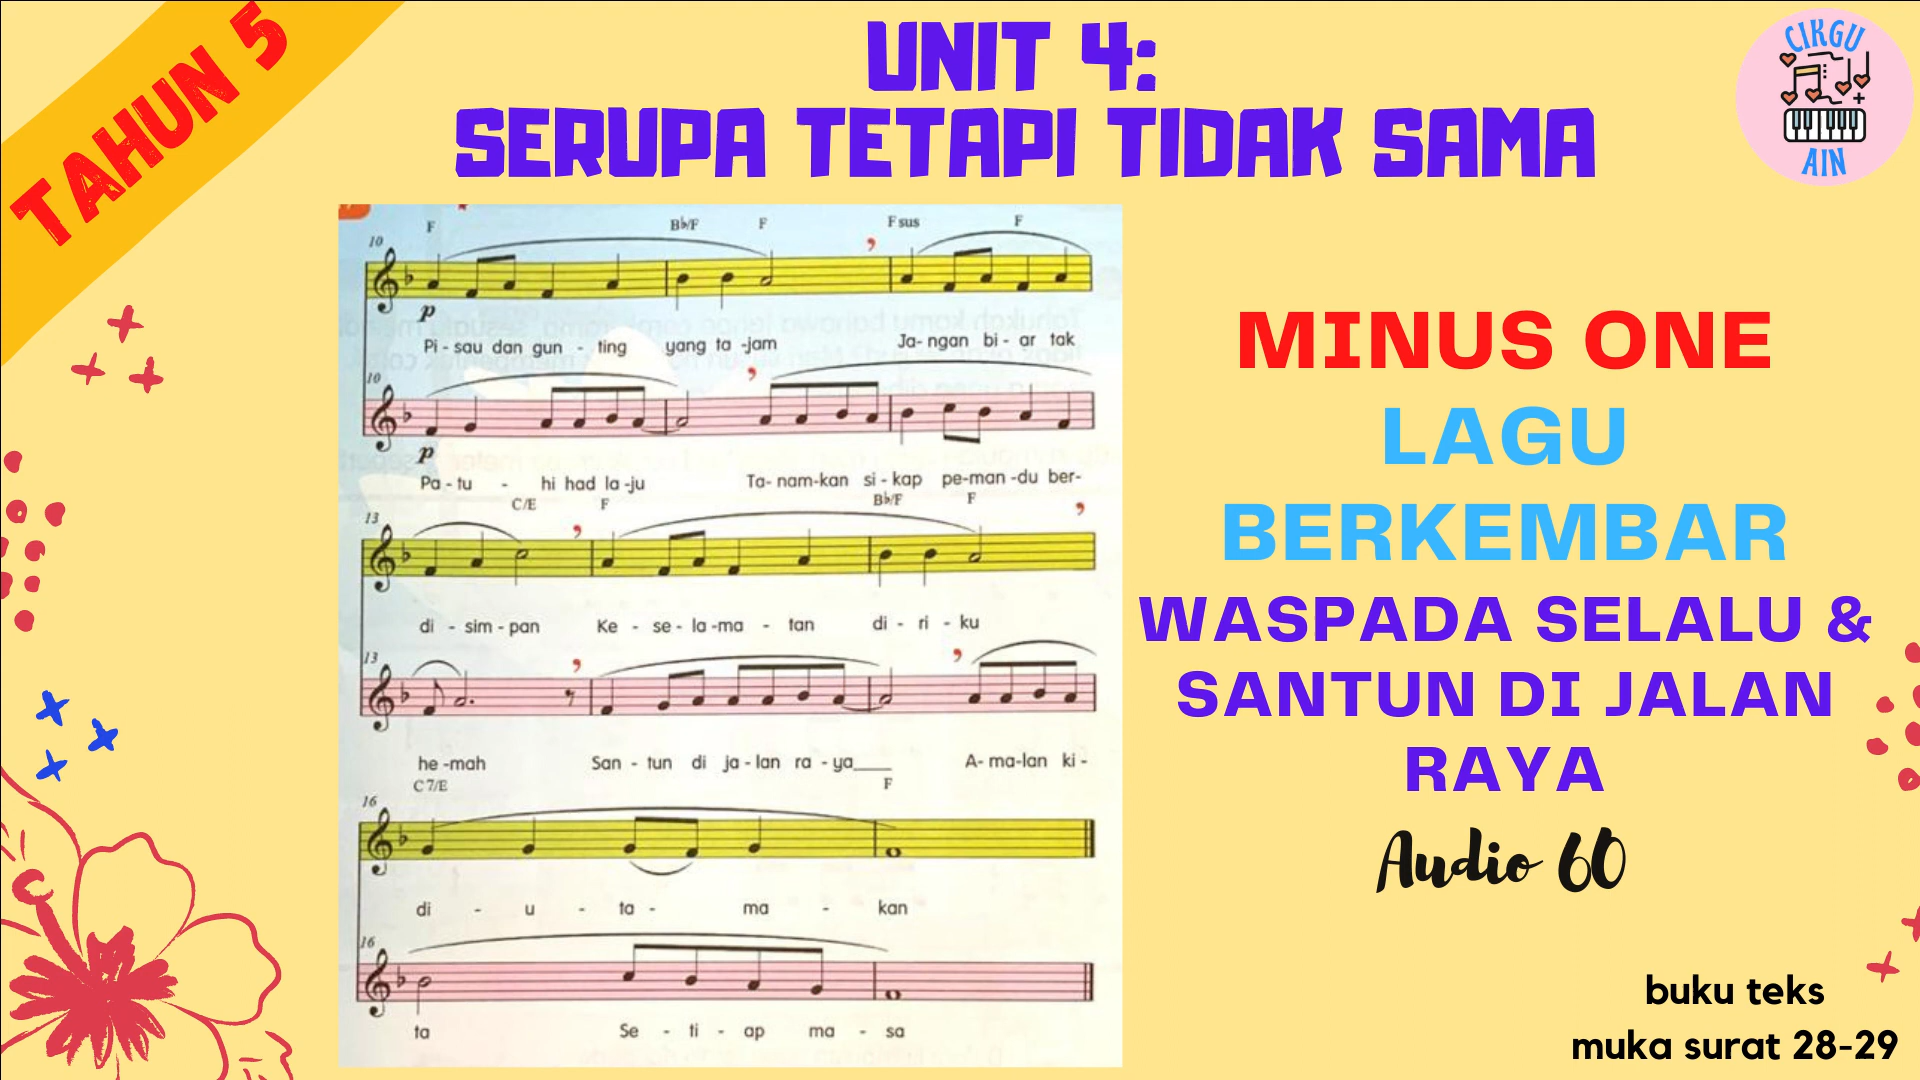 TAHUN 5
UNIT 4:
SERUPA TETAPI TIDAK SAMA
CIKGU
AIN
F B♭/F F F sus F
10
p
Pi - sau dan gun - ting yang ta -jam Ja- ngan bi - ar tak
10
p
Pa - tu - hi had la -ju Ta- nam-kan si - kap pe-man -du ber-
C/E F B♭/F F
13
di - sim - pan Ke - se - la -ma - tan di - ri - ku
13
he -mah San - tun di ja - lan ra - ya____ A- ma-lan ki -
C 7/E F
16
di - u - ta - ma - kan
16
ta Se - ti - ap ma - sa
MINUS ONE
LAGU
BERKEMBAR
WASPADA SELALU &
SANTUN DI JALAN
RAYA
Audio 60
buku teks
muka surat 28-29